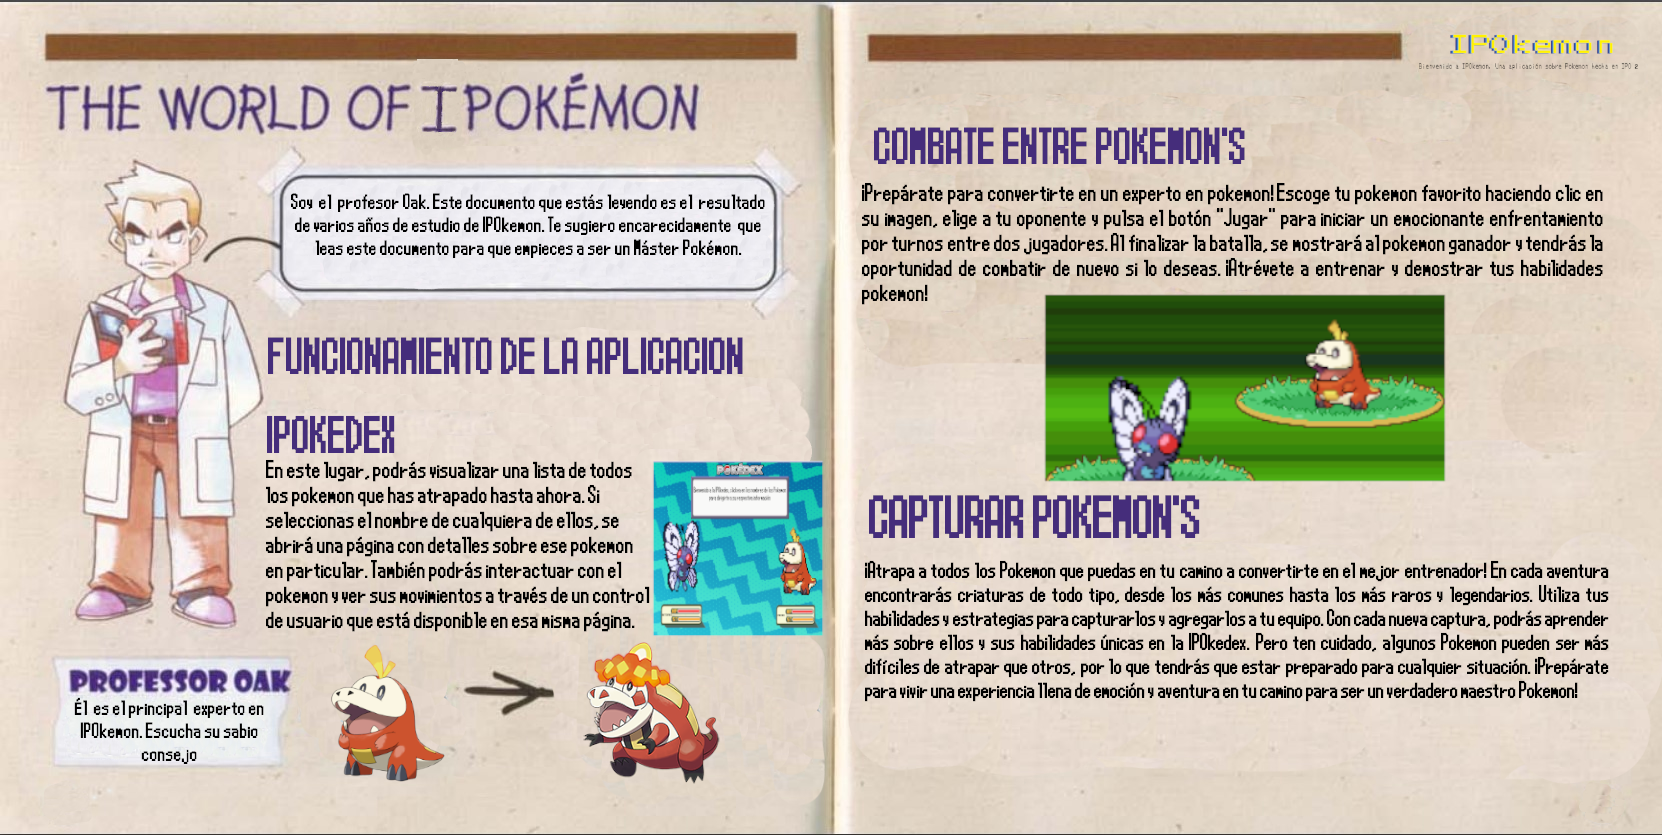 THE WORLD OF IPOKÉMON
Soy el profesor Oak. Este documento que estás leyendo es el resultado
de varios años de estudio de IPOkemon. Te sugiero encarecidamente que
leas este documento para que empieces a ser un Máster Pokémon.
FUNCIONAMIENTO DE LA APLICACION
IPOKEDEX
En este lugar, podrás visualizar una lista de todos
los pokemon que has atrapado hasta ahora. Si
seleccionas el nombre de cualquiera de ellos, se
abrirá una página con detalles sobre ese pokemon
en particular. También podrás interactuar con el
pokemon y ver sus movimientos a través de un control
de usuario que está disponible en esa misma página.
POKÉDEX
PROFESSOR OAK
Él es el principal experto en
IPOkemon. Escucha su sabio
consejo
IPOkemon
Bienvenido a IPOkemon, Una aplicación sobre Pokemon hecha en IPO 2
COMBATE ENTRE POKEMON'S
¡Prepárate para convertirte en un experto en pokemon! Escoge tu pokemon favorito haciendo clic en
su imagen, elige a tu oponente y pulsa el botón "Jugar" para iniciar un emocionante enfrentamiento
por turnos entre dos jugadores. Al finalizar la batalla, se mostrará al pokemon ganador y tendrás la
oportunidad de combatir de nuevo si lo deseas. ¡Atrévete a entrenar y demostrar tus habilidades
pokemon!
CAPTURAR POKEMON'S
¡Atrapa a todos los Pokemon que puedas en tu camino a convertirte en el mejor entrenador! En cada aventura
encontrarás criaturas de todo tipo, desde los más comunes hasta los más raros y legendarios. Utiliza tus
habilidades y estrategias para capturarlos y agregarlos a tu equipo. Con cada nueva captura, podrás aprender
más sobre ellos y sus habilidades únicas en la IPOkedex. Pero ten cuidado, algunos Pokemon pueden ser más
difíciles de atrapar que otros, por lo que tendrás que estar preparado para cualquier situación. ¡Prepárate
para vivir una experiencia llena de emoción y aventura en tu camino para ser un verdadero maestro Pokemon!